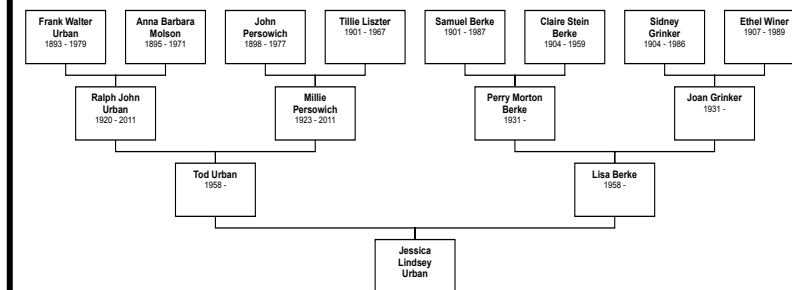 Frank Walter
Urban
1893 - 1979
Anna Barbara
Molson
1895 - 1971
John
Persowich
1898 - 1977
Tillie Liszter
1901 - 1967
Samuel Berke
1901 - 1987
Claire Stein
Berke
1904 - 1959
Sidney
Grinker
1904 - 1986
Ethel Winer
1907 - 1989
Ralph John
Urban
1920 - 2011
Millie
Persowich
1923 - 2011
Perry Morton
Berke
1931 -
Joan Grinker
1931 -
Tod Urban
1958 -
Lisa Berke
1958 -
Jessica
Lindsey
Urban